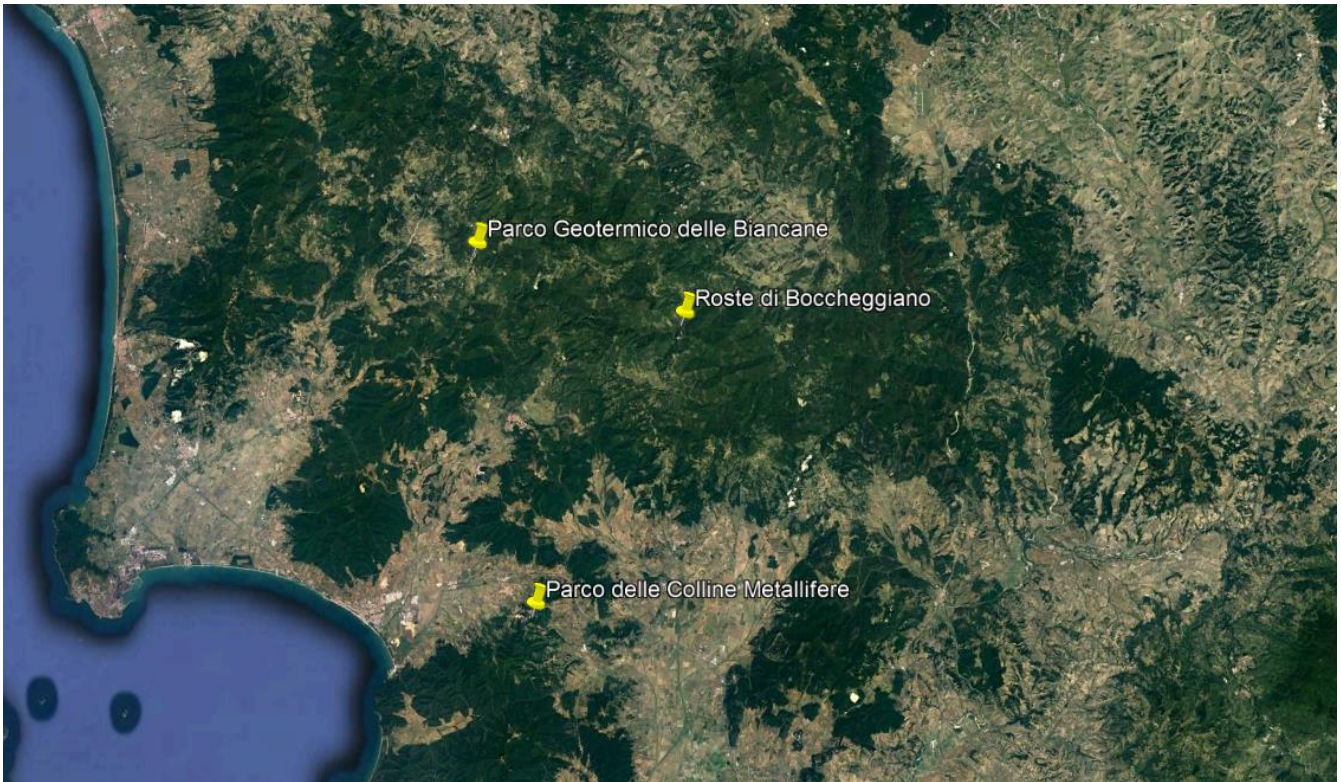 Parco Geotermico delle Biancane
Roste di Boccheggiano
Parco delle Colline Metallifere